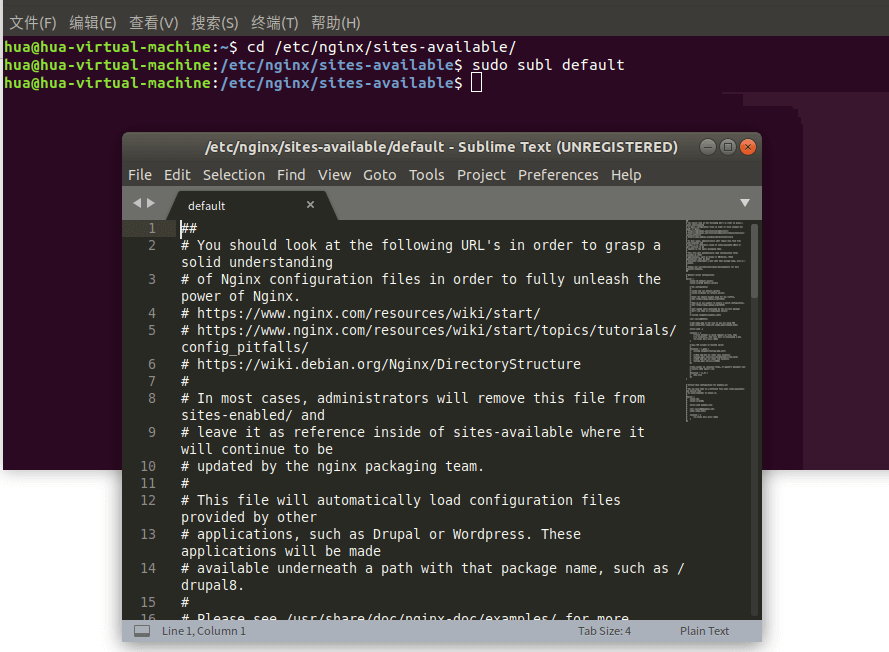 文件(F) 编辑(E) 查看(V) 搜索(S) 终端(T) 帮助(H)
hua@hua-virtual-machine:~$ cd /etc/nginx/sites-available/
hua@hua-virtual-machine:/etc/nginx/sites-available$ sudo subl default
hua@hua-virtual-machine:/etc/nginx/sites-available$
/etc/nginx/sites-available/default - Sublime Text (UNREGISTERED)
File Edit Selection Find View Goto Tools Project Preferences Help
default
1 ##
2 # You should look at the following URL's in order to grasp a
solid understanding
3 # of Nginx configuration files in order to fully unleash the
power of Nginx.
4 # https://www.nginx.com/resources/wiki/start/
5 # https://www.nginx.com/resources/wiki/start/topics/tutorials/
config_pitfalls/
6 # https://wiki.debian.org/Nginx/DirectoryStructure
7 #
8 # In most cases, administrators will remove this file from
sites-enabled/ and
9 # leave it as reference inside of sites-available where it
will continue to be
10 # updated by the nginx packaging team.
11 #
12 # This file will automatically load configuration files
provided by other
13 # applications, such as Drupal or Wordpress. These
applications will be made
14 # available underneath a path with that package name, such as /
drupal8.
15 #
16 # Please see /usr/share/doc/nginx-doc/examples/ for more
Line 1, Column 1
Tab Size: 4
Plain Text